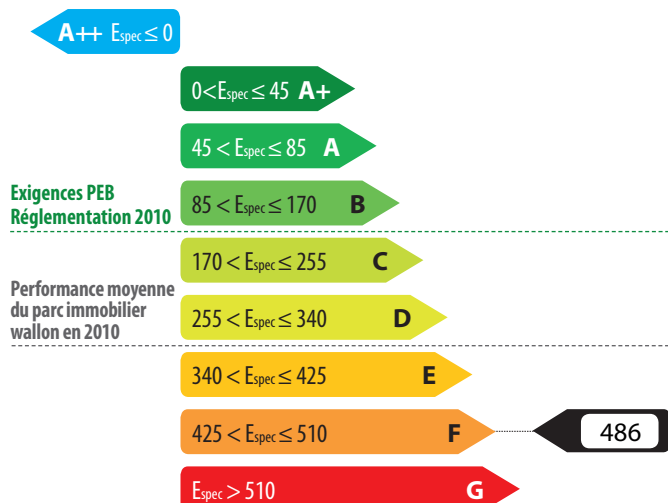 A++ Espec ≤ 0
0<Espec ≤ 45 A+
45 < Espec ≤ 85 A
Exigences PEB
Réglementation 2010
85 < Espec ≤ 170 B
170 < Espec ≤ 255 C
Performance moyenne
du parc immobilier
wallon en 2010
255 < Espec ≤ 340 D
340 < Espec ≤ 425 E
425 < Espec ≤ 510 F
486
Espec > 510 G